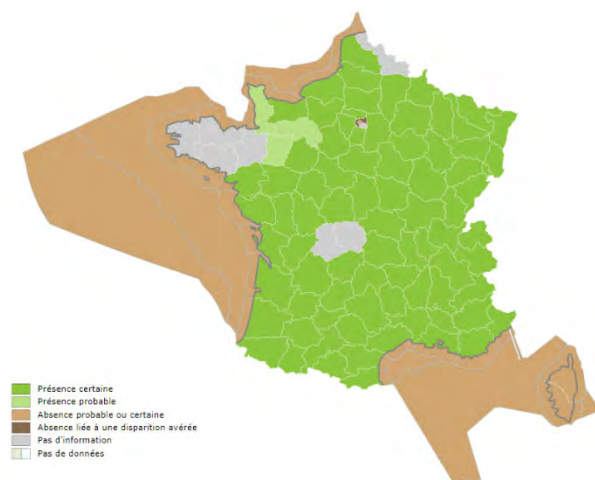 Présence certaine
Présence probable
Absence probable ou certaine
Absence liée à une disparition avérée
Pas d'information
Pas de données